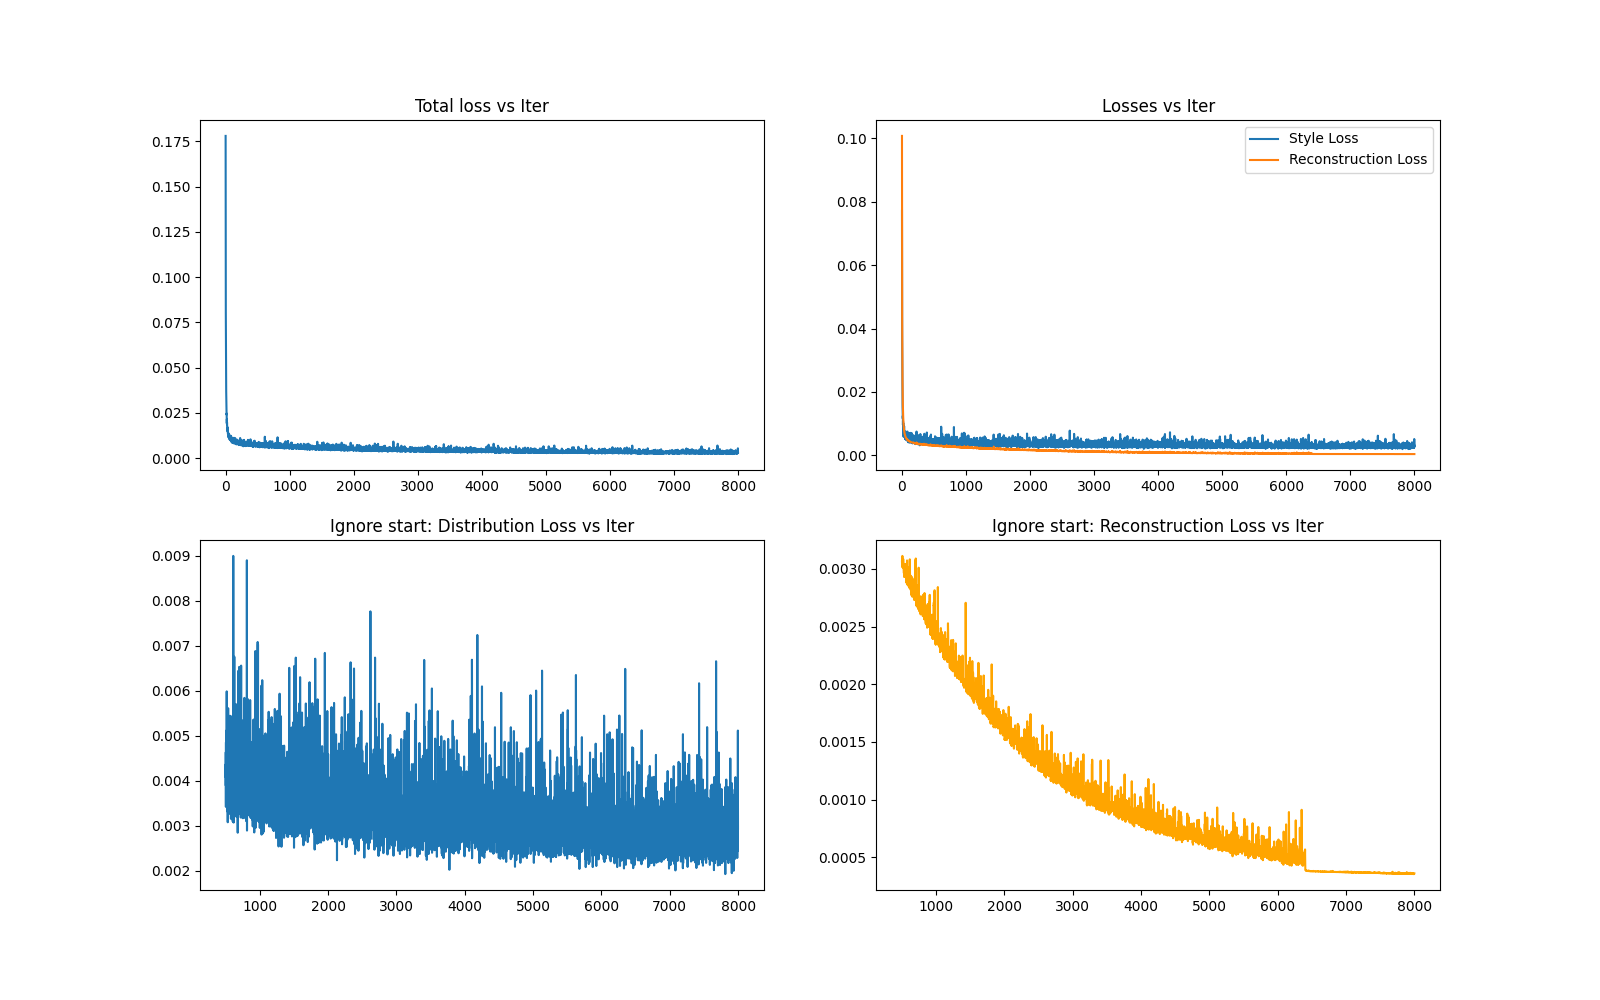 Total loss vs Iter
0.175
0.150
0.125
0.100
0.075
0.050
0.025
0.000
0 1000 2000 3000 4000 5000 6000 7000 8000
Losses vs Iter
Style Loss
Reconstruction Loss
0.10
0.08
0.06
0.04
0.02
0.00
0 1000 2000 3000 4000 5000 6000 7000 8000
Ignore start: Distribution Loss vs Iter
0.009
0.008
0.007
0.006
0.005
0.004
0.003
0.002
1000 2000 3000 4000 5000 6000 7000 8000
Ignore start: Reconstruction Loss vs Iter
0.0030
0.0025
0.0020
0.0015
0.0010
0.0005
1000 2000 3000 4000 5000 6000 7000 8000